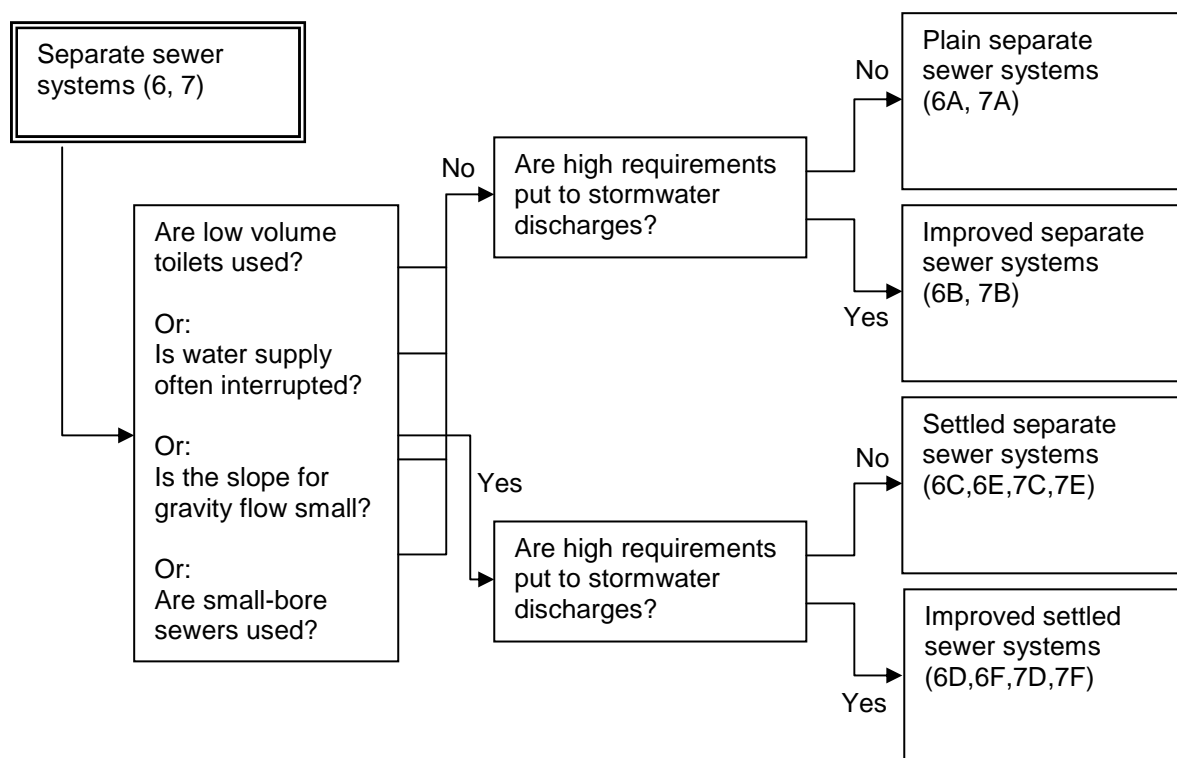 Separate sewer
systems (6, 7)
Are low volume
toilets used?
Or:
Is water supply
often interrupted?
Or:
Is the slope for
gravity flow small?
Or:
Are small-bore
sewers used?
No
Are high requirements
put to stormwater
discharges?
No
Plain separate
sewer systems
(6A, 7A)
Yes
Improved separate
sewer systems
(6B, 7B)
Yes
Are high requirements
put to stormwater
discharges?
No
Settled separate
sewer systems
(6C,6E,7C,7E)
Yes
Improved settled
sewer systems
(6D,6F,7D,7F)